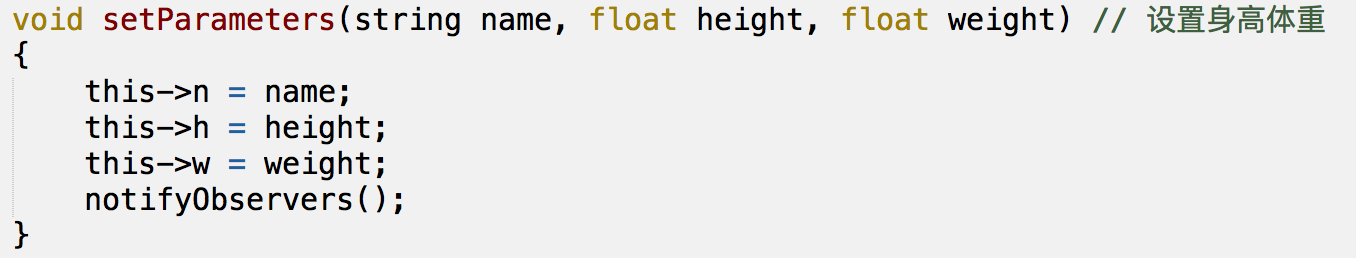 void setParameters(string name, float height, float weight) // 设置身高体重
{
    this->n = name;
    this->h = height;
    this->w = weight;
    notifyObservers();
}